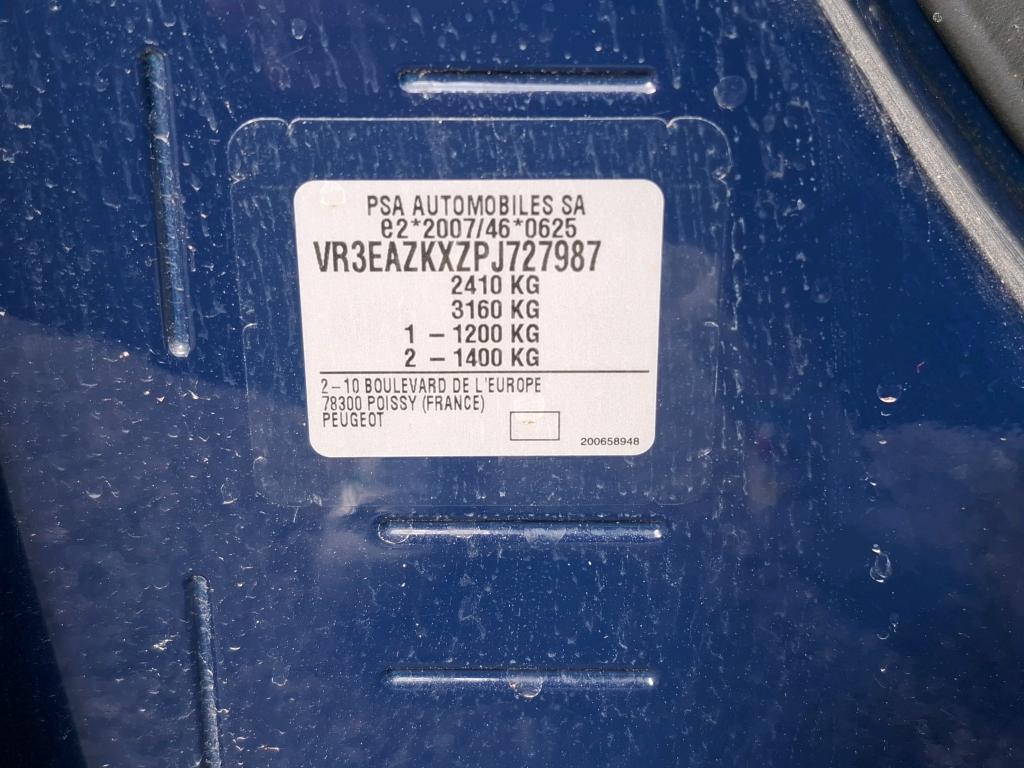 PSA AUTOMOBILES SA
e2*2007/46*0625
VR3EAZKXZPJ727987
2410 KG
3160 KG
1 – 1200 KG
2 – 1400 KG
2–10 BOULEVARD DE L'EUROPE
78300 POISSY (FRANCE)
PEUGEOT
200658948